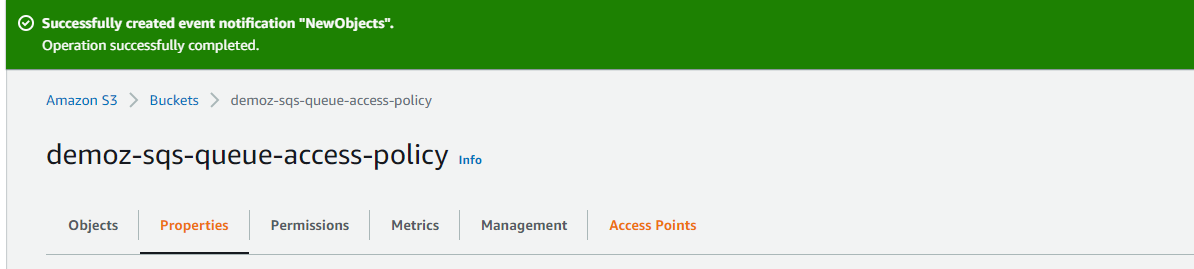 Successfully created event notification "NewObjects".
Operation successfully completed.
Amazon S3 > Buckets > demoz-sqs-queue-access-policy
demoz-sqs-queue-access-policy Info
Objects Properties Permissions Metrics Management Access Points